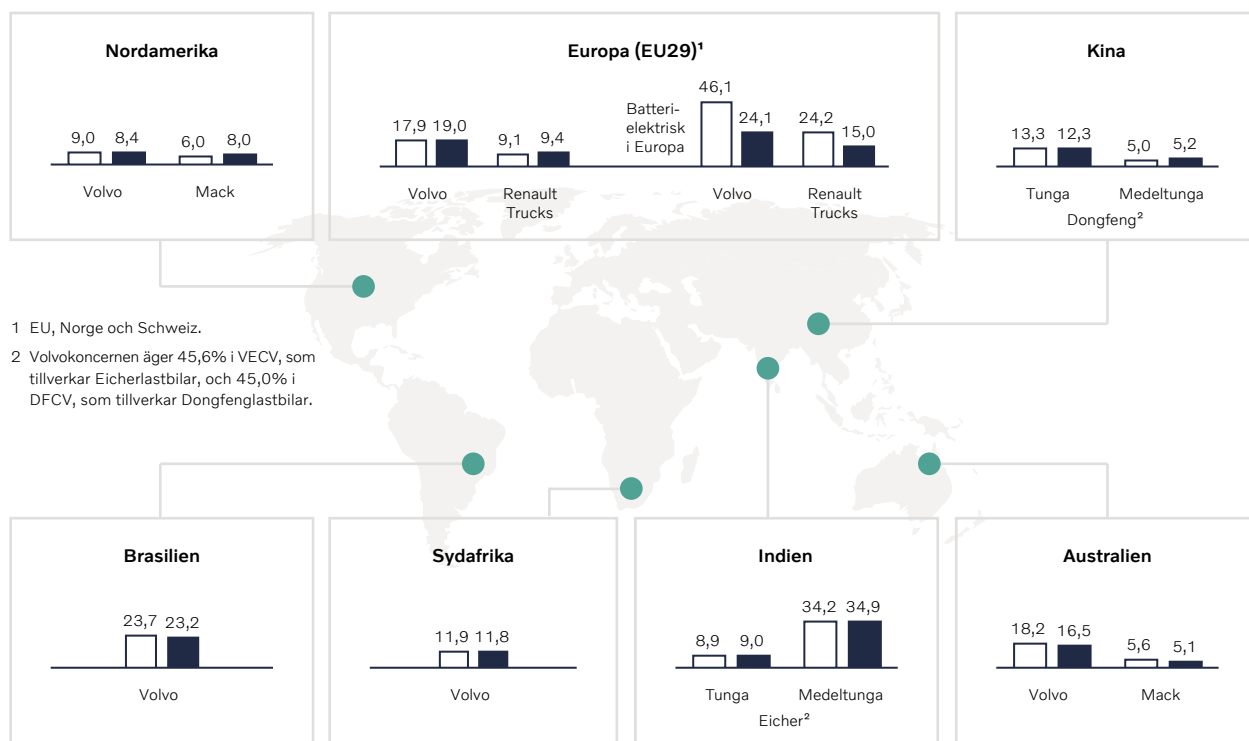 Nordamerika
9,0 8,4 6,0 8,0
Volvo Mack
Europa (EU29)¹
17,9 19,0 9,1 9,4
Volvo Renault
Trucks
Batteri-
elektrisk
i Europa
46,1 24,1 24,2 15,0
Volvo Renault
Trucks
Kina
13,3 12,3 5,0 5,2
Tunga Medeltunga
Dongfeng²
1 EU, Norge och Schweiz.
2 Volvokoncernen äger 45,6% i VECV, som
tillverkar Eicherlastbilar, och 45,0% i
DFCV, som tillverkar Dongfenglastbilar.
Brasilien
23,7 23,2
Volvo
Sydafrika
11,9 11,8
Volvo
Indien
8,9 9,0 34,2 34,9
Tunga Medeltunga
Eicher²
Australien
18,2 16,5 5,6 5,1
Volvo Mack